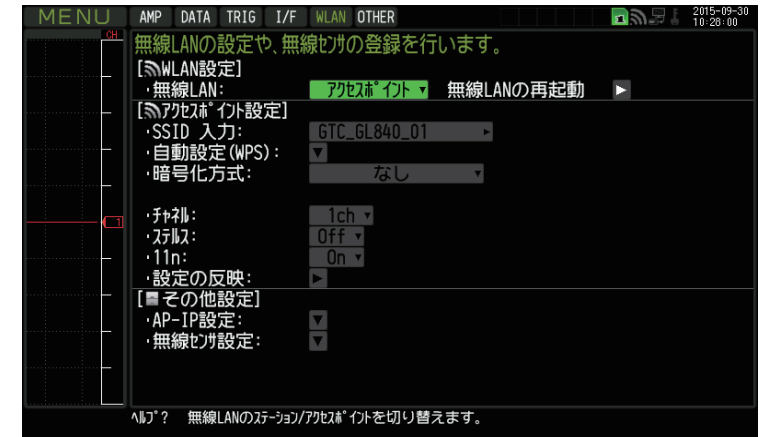 MENU AMP DATA TRIG I/F WLAN OTHER 2015-09-30
10:28:00
CH
無線LANの設定や、無線ｾﾝｻの登録を行います。
[WLAN設定]
・無線LAN: ｱｸｾｽﾎﾟｲﾝﾄ 無線LANの再起動
[ｱｸｾｽﾎﾟｲﾝﾄ設定]
・SSID 入力: GTC_GL840_01
・自動設定(WPS):
・暗号化方式: なし
・ﾁｬﾈﾙ: 1ch
1
・ｽﾃﾙｽ: Off
・11n: On
・設定の反映:
[その他設定]
・AP-IP設定:
・無線ｾﾝｻ設定:
ﾍﾙﾌﾟ? 無線LANのｽﾃｰｼｮﾝ/ｱｸｾｽﾎﾟｲﾝﾄを切り替えます。